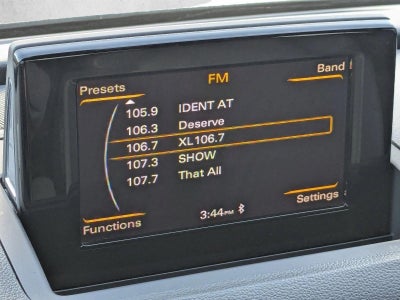 Presets
FM
Band
105.9 IDENT AT
106.3 Deserve
106.7 XL106.7
107.3 SHOW
107.7 That All
Functions
3:44PM
Settings